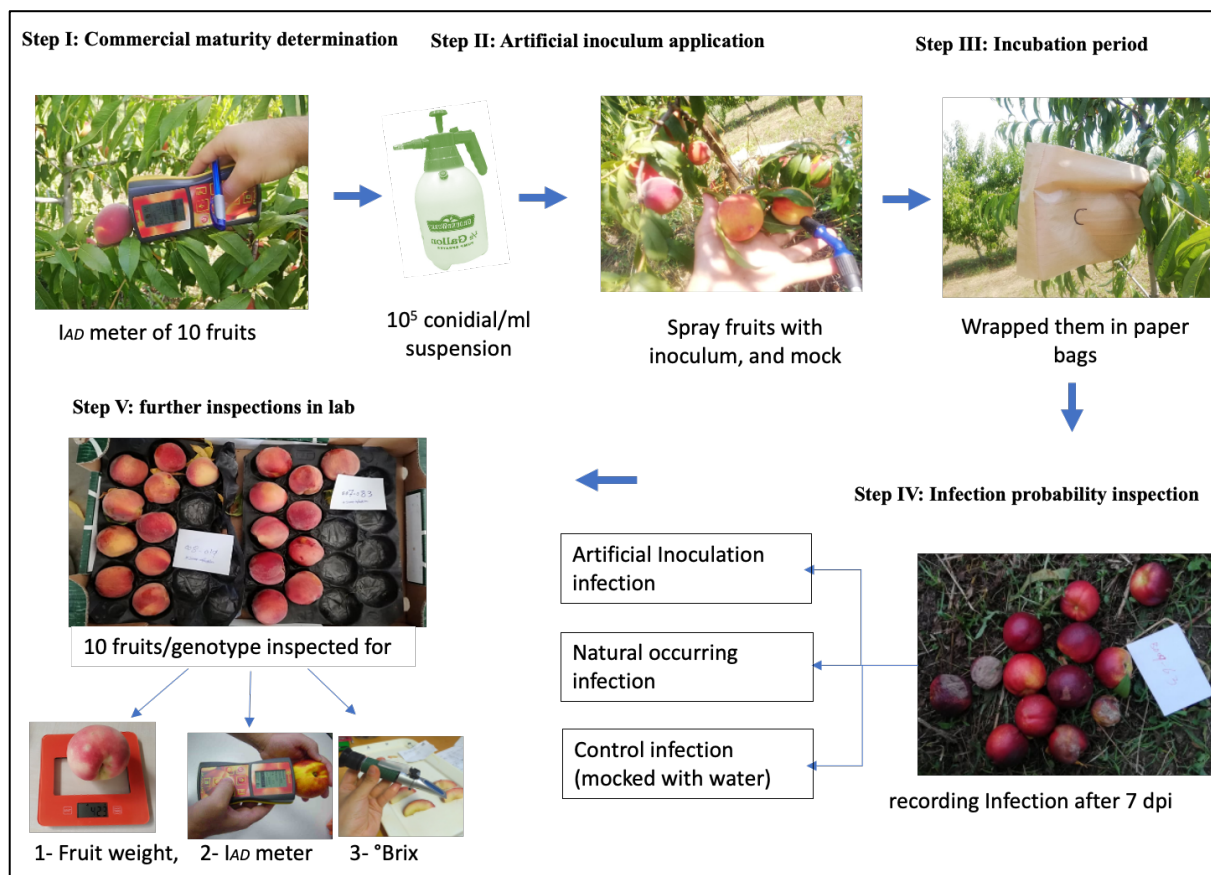 Step I: Commercial maturity determination
Step II: Artificial inoculum application
Step III: Incubation period
Gallon
IAD meter of 10 fruits
10⁵ conidial/ml
suspension
Spray fruits with
inoculum, and mock
C
Wrapped them in paper
bags
Step V: further inspections in lab
Step IV: Infection probability inspection
Artificial Inoculation
infection
Natural occurring
infection
Control infection
(mocked with water)
10 fruits/genotype inspected for
recording Infection after 7 dpi
1- Fruit weight,
2- IAD meter
3- °Brix